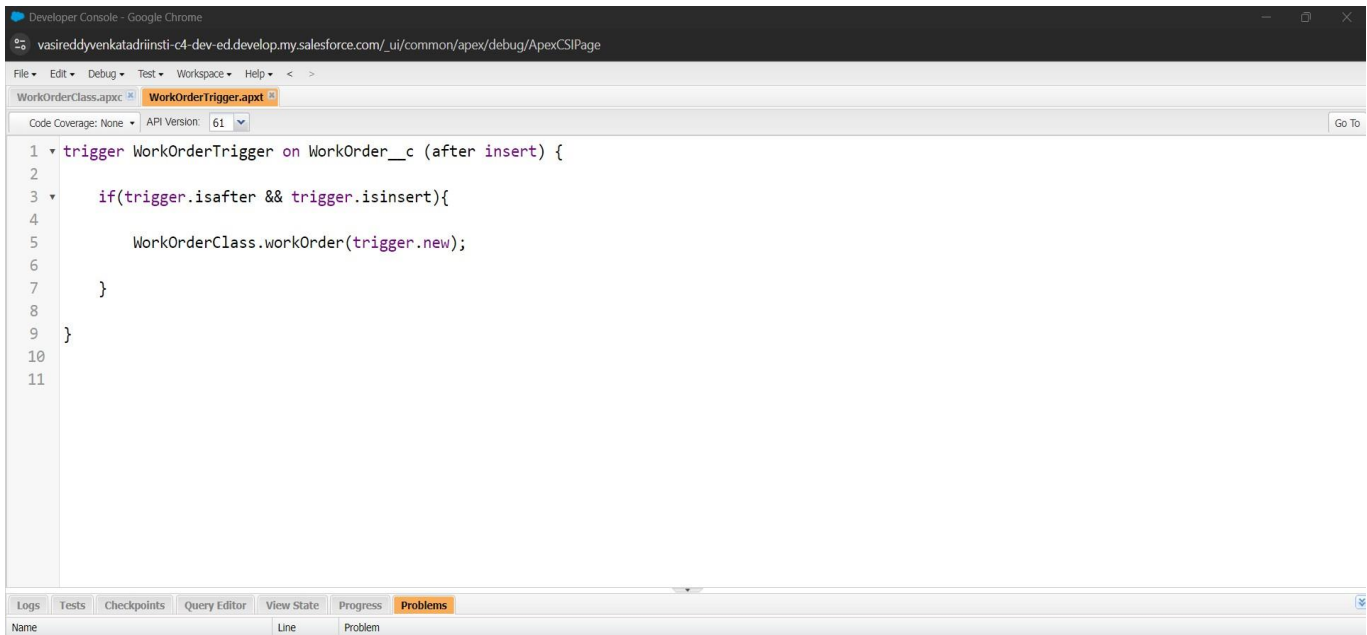 Developer Console - Google Chrome
vasireddyvenkatadriinsti-c4-dev-ed.develop.my.salesforce.com/_ui/common/apex/debug/ApexCSIPage
File Edit Debug Test Workspace Help < >
WorkOrderClass.apxc WorkOrderTrigger.apxt
Code Coverage: None API Version: 61 Go To
1 trigger WorkOrderTrigger on WorkOrder__c (after insert) {
2
3 if(trigger.isafter && trigger.isinsert){
4
5 WorkOrderClass.workOrder(trigger.new);
6
7 }
8
9 }
10
11
Logs Tests Checkpoints Query Editor View State Progress Problems
Name Line Problem